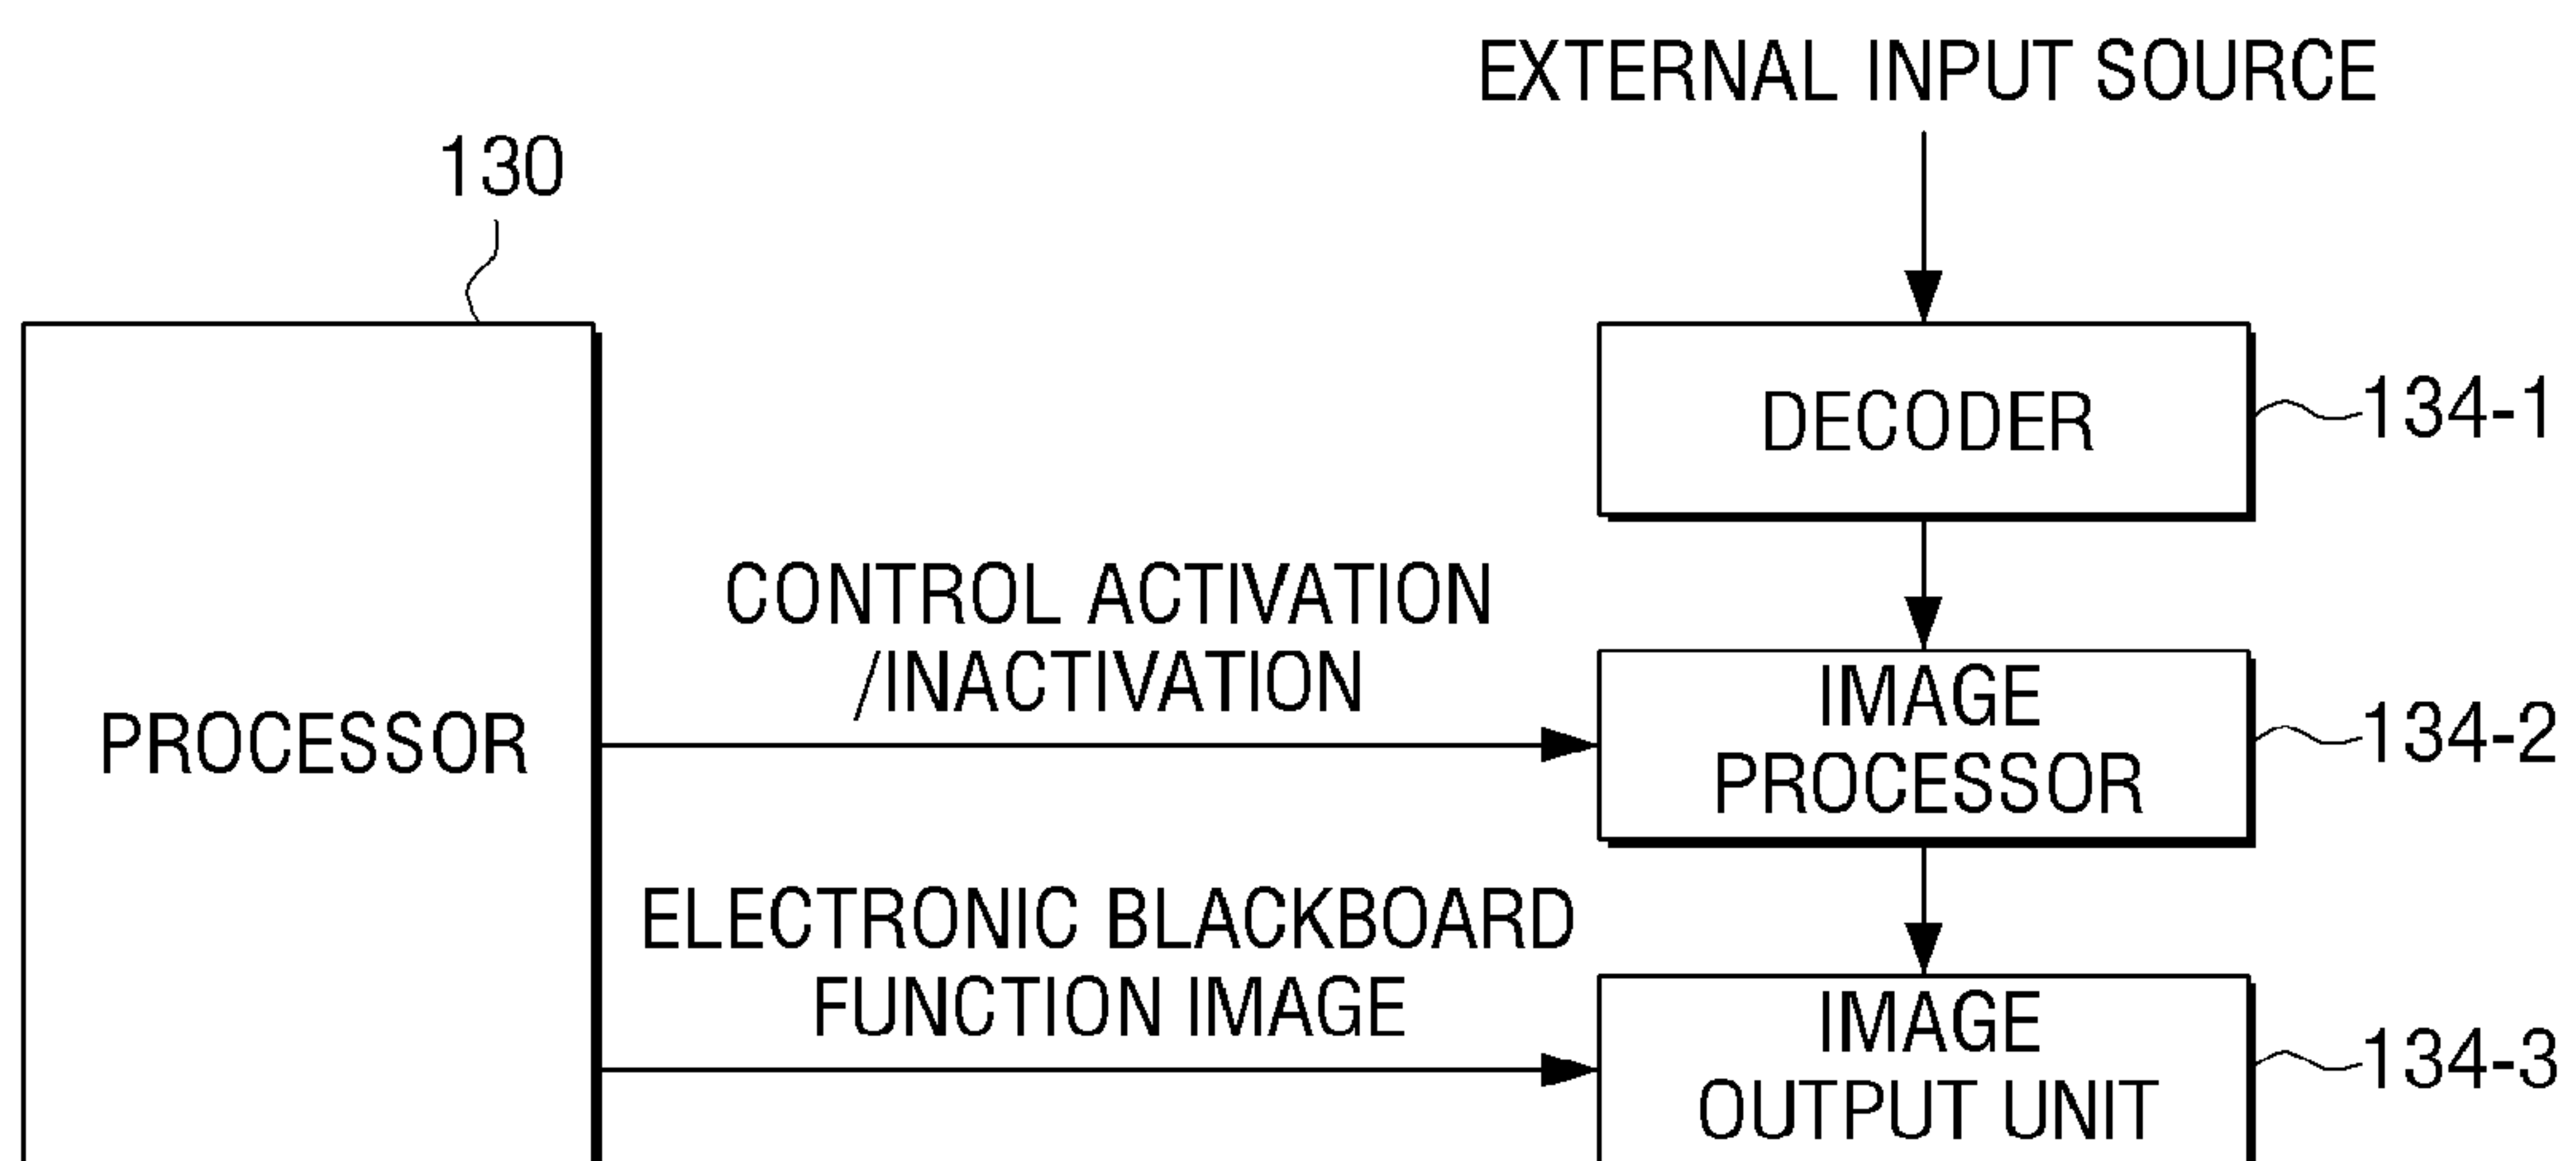 EXTERNAL INPUT SOURCE
130
DECODER
134-1
CONTROL ACTIVATION
/INACTIVATION
PROCESSOR
IMAGE
PROCESSOR
134-2
ELECTRONIC BLACKBOARD
FUNCTION IMAGE
IMAGE
OUTPUT UNIT
134-3